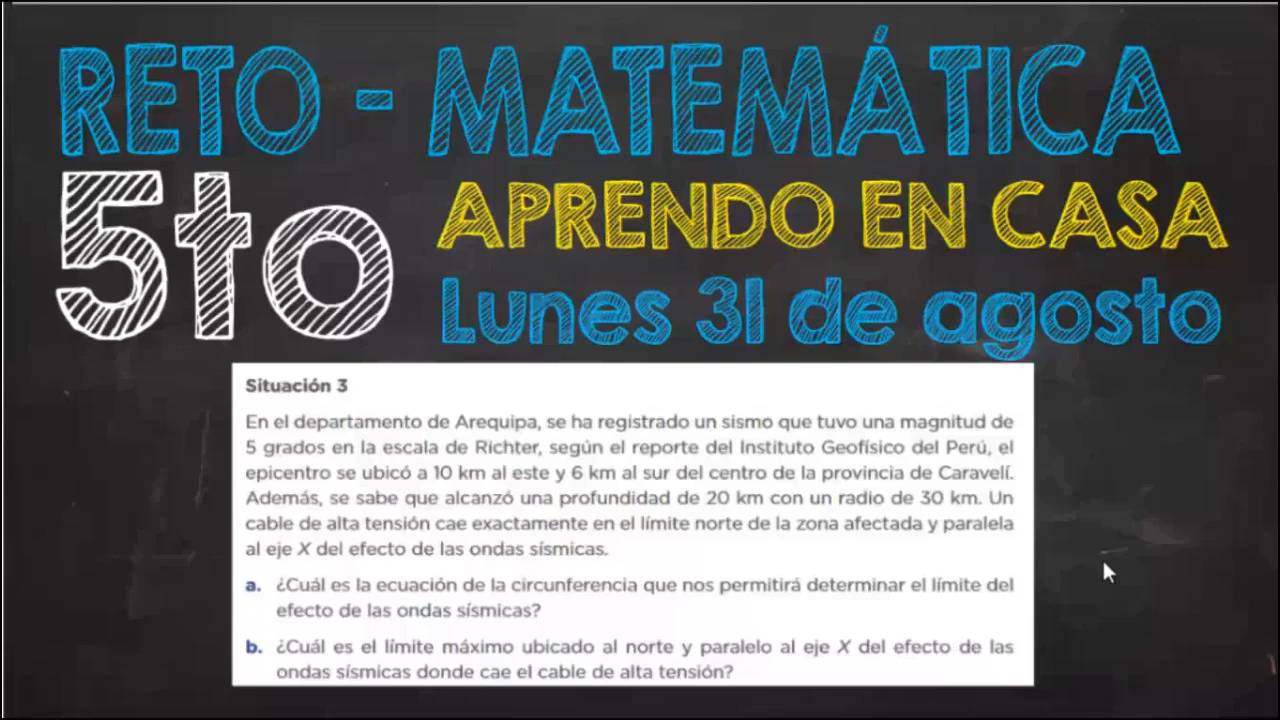 RETO - MATEMÁTICA
5to
APRENDO EN CASA
Lunes 31 de agosto
Situación 3
En el departamento de Arequipa, se ha registrado un sismo que tuvo una magnitud de
5 grados en la escala de Richter, según el reporte del Instituto Geofísico del Perú, el
epicentro se ubicó a 10 km al este y 6 km al sur del centro de la provincia de Caravelí.
Además, se sabe que alcanzó una profundidad de 20 km con un radio de 30 km. Un
cable de alta tensión cae exactamente en el límite norte de la zona afectada y paralela
al eje X del efecto de las ondas sísmicas.
a. ¿Cuál es la ecuación de la circunferencia que nos permitirá determinar el límite del
efecto de las ondas sísmicas?
b. ¿Cuál es el límite máximo ubicado al norte y paralelo al eje X del efecto de las
ondas sísmicas donde cae el cable de alta tensión?